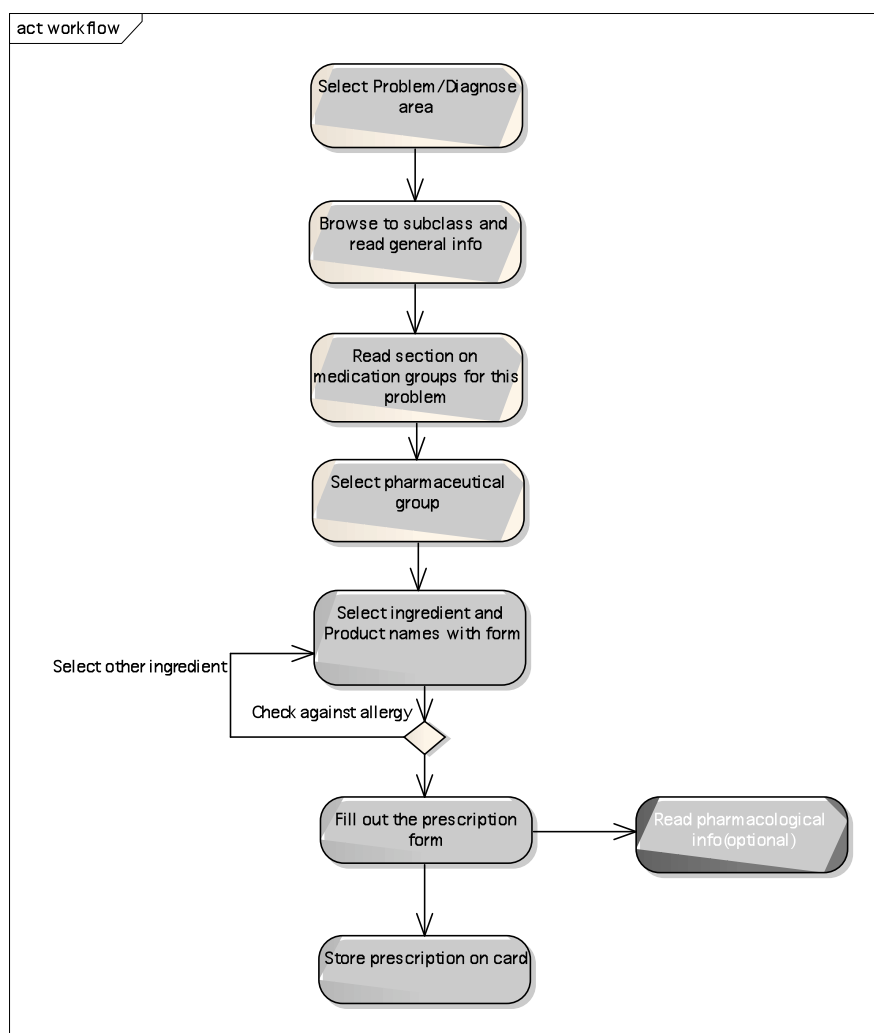 act workflow
Select Problem/Diagnose
area
Browse to subclass and
read general info
Read section on
medication groups for this
problem
Select pharmaceutical
group
Select ingredient and
Product names with form
Select other ingredient
Check against allergy
Fill out the prescription
form
Read pharmacological
info(optional)
Store prescription on card